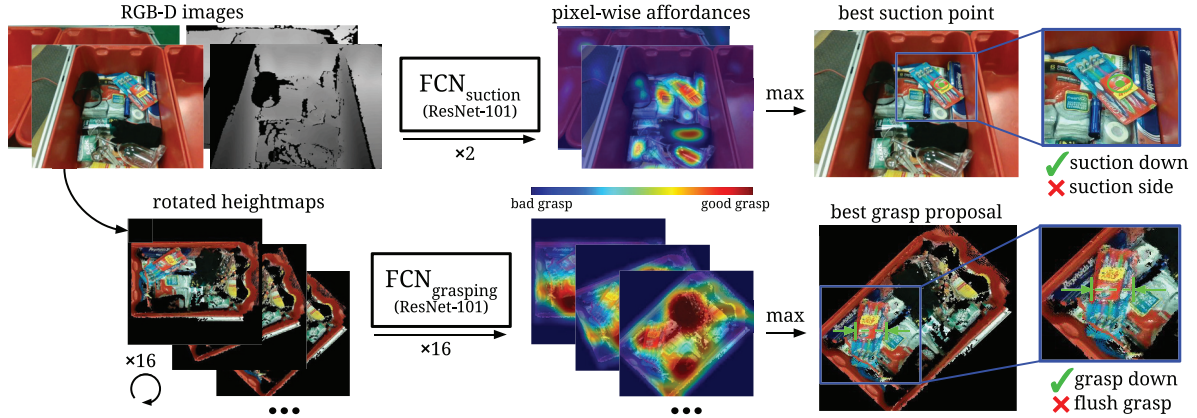 RGB-D images
pixel-wise affordances
best suction point
FCN suction
(ResNet-101)
×2
max
✓ suction down
✗ suction side
rotated heightmaps
bad grasp
good grasp
best grasp proposal
FCN grasping
(ResNet-101)
×16
×16
max
✓ grasp down
✗ flush grasp
●●●
●●●